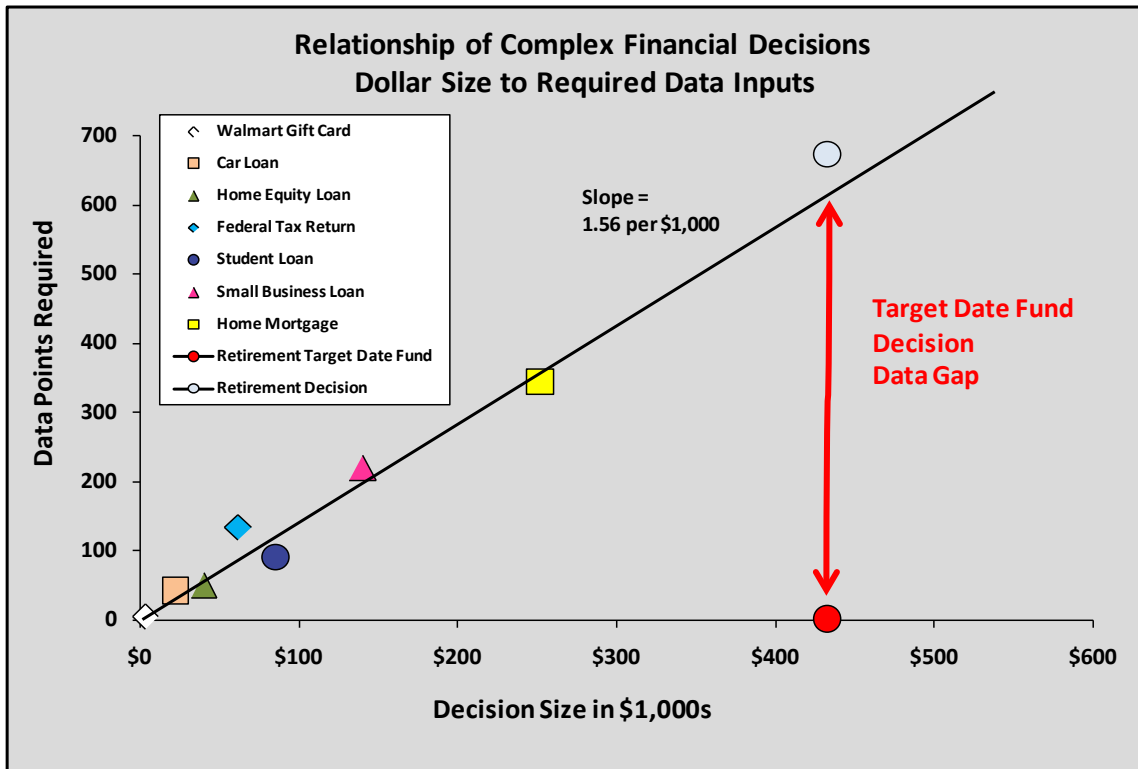 Relationship of Complex Financial Decisions
Dollar Size to Required Data Inputs
700
600
500
400
300
200
100
0
Data Points Required
Walmart Gift Card
Car Loan
Home Equity Loan
Federal Tax Return
Student Loan
Small Business Loan
Home Mortgage
Retirement Target Date Fund
Retirement Decision
Slope =
1.56 per $1,000
Target Date Fund
Decision
Data Gap
$0
$100
$200
$300
$400
$500
$600
Decision Size in $1,000s